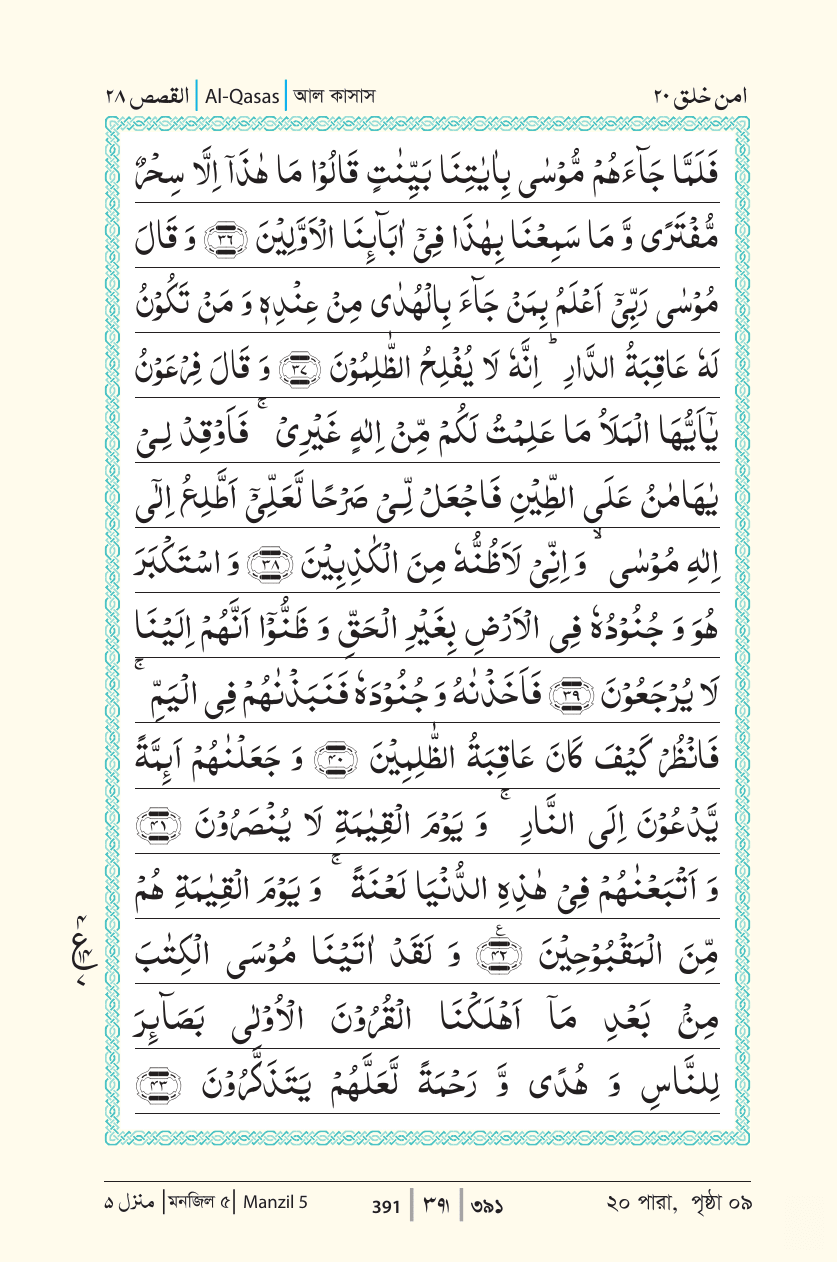 القصص ٢٨ | Al-Qasas | আল কাসাস امن خلق ٢٠
فَلَمَّا جَآءَهُمْ مُّوْسٰى بِاٰيٰتِنَا بَيِّنٰتٍ قَالُوْا مَا هٰذَاۤ اِلَّا سِحْرٌ
مُّفْتَرًى وَّ مَا سَمِعْنَا بِهٰذَا فِيْۤ اٰبَآئِنَا الْاَوَّلِيْنَ ﴿٣٦﴾ وَ قَالَ
مُوْسٰى رَبِّيْۤ اَعْلَمُ بِمَنْ جَآءَ بِالْهُدٰى مِنْ عِنْدِهٖ وَ مَنْ تَكُوْنُ
لَهٗ عَاقِبَةُ الدَّارِ ؕ اِنَّهٗ لَا يُفْلِحُ الظّٰلِمُوْنَ ﴿٣٧﴾ وَ قَالَ فِرْعَوْنُ
يٰۤاَيُّهَا الْمَلَاُ مَا عَلِمْتُ لَكُمْ مِّنْ اِلٰهٍ غَيْرِيْ ۚ فَاَوْقِدْ لِيْ
يٰهَامٰنُ عَلَى الطِّيْنِ فَاجْعَلْ لِّيْ صَرْحًا لَّعَلِّيْۤ اَطَّلِعُ اِلٰۤى
اِلٰهِ مُوْسٰى ۙ وَ اِنِّيْ لَاَظُنُّهٗ مِنَ الْكٰذِبِيْنَ ﴿٣٨﴾ وَ اسْتَكْبَرَ
هُوَ وَ جُنُوْدُهٗ فِي الْاَرْضِ بِغَيْرِ الْحَقِّ وَ ظَنُّوْۤا اَنَّهُمْ اِلَيْنَا
لَا يُرْجَعُوْنَ ﴿٣٩﴾ فَاَخَذْنٰهُ وَ جُنُوْدَهٗ فَنَبَذْنٰهُمْ فِي الْيَمِّ ۚ
فَانْظُرْ كَيْفَ كَانَ عَاقِبَةُ الظّٰلِمِيْنَ ﴿٤٠﴾ وَ جَعَلْنٰهُمْ اَئِمَّةً
يَّدْعُوْنَ اِلَى النَّارِ ۚ وَ يَوْمَ الْقِيٰمَةِ لَا يُنْصَرُوْنَ ﴿٤١﴾
وَ اَتْبَعْنٰهُمْ فِيْ هٰذِهِ الدُّنْيَا لَعْنَةً ۚ وَ يَوْمَ الْقِيٰمَةِ هُمْ
مِّنَ الْمَقْبُوْحِيْنَ ﴿٤٢﴾ ع وَ لَقَدْ اٰتَيْنَا مُوْسَى الْكِتٰبَ
٤ ع ١٤ ٧
مِنْۢ بَعْدِ مَاۤ اَهْلَكْنَا الْقُرُوْنَ الْاُوْلٰى بَصَآئِرَ
لِلنَّاسِ وَ هُدًى وَّ رَحْمَةً لَّعَلَّهُمْ يَتَذَكَّرُوْنَ ﴿٤٣﴾
منزل ۵ | মনজিল ৫ | Manzil 5 391 | ٣٩١ | ৩৯১ ২০ পারা, পৃষ্ঠা ০৯